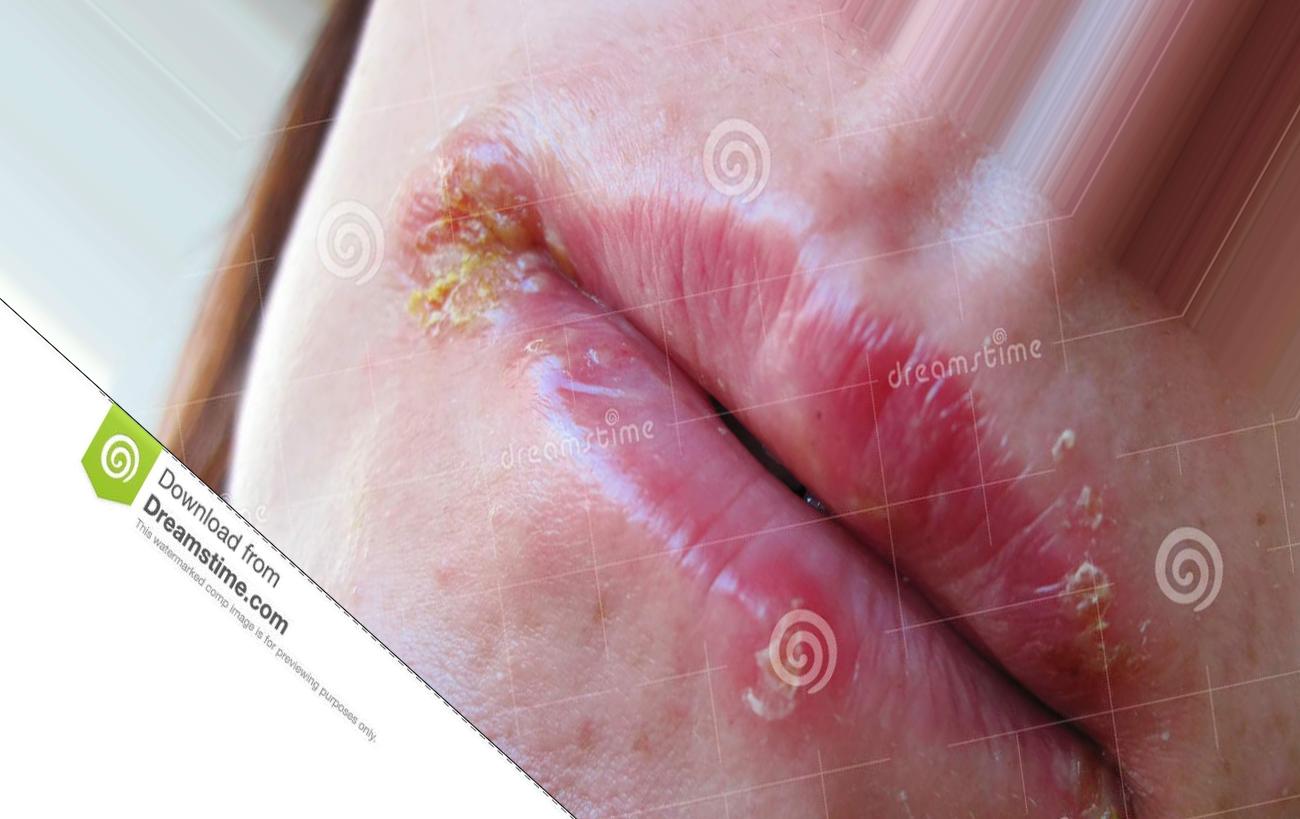 dreamstime
dreamstime
Download from
Dreamstime.com
This watermarked comp image is for previewing purposes only.